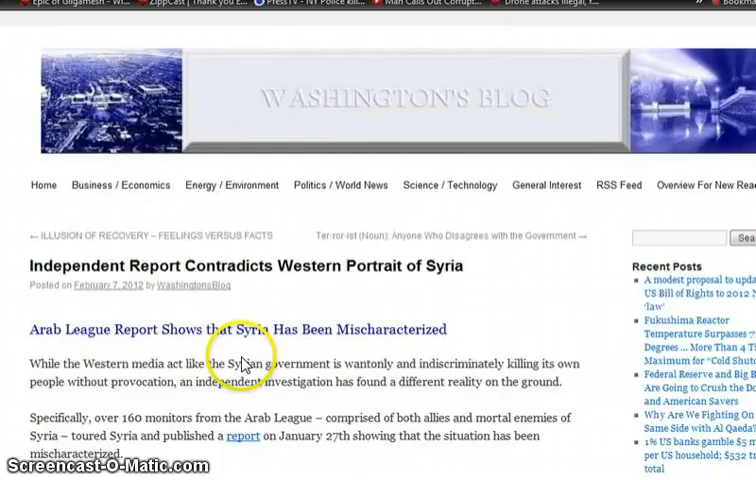 Epic of Gilgamesh - Wi...
ZippCast | Thank you E...
PressTV - NY Police kill...
Man Calls Out Corrupt...
Drone attacks illegal, f...
»
Bookma
WASHINGTON'S BLOG
Home
Business / Economics
Energy / Environment
Politics / World News
Science / Technology
General Interest
RSS Feed
Overview For New Rea
← ILLUSION OF RECOVERY – FEELINGS VERSUS FACTS
Ter·ror·ist (Noun): Anyone Who Disagrees with the Government →
Independent Report Contradicts Western Portrait of Syria
Posted on February 7, 2012 by WashingtonsBlog
Arab League Report Shows that Syria Has Been Mischaracterized
While the Western media act like the Syrian government is wantonly and indiscriminately killing its own
people without provocation, an independent investigation has found a different reality on the ground.
Specifically, over 160 monitors from the Arab League – comprised of both allies and mortal enemies of
Syria – toured Syria and published a report on January 27th showing that the situation has been
mischaracterized.
Sea
Recent Posts
A modest proposal to upda
US Bill of Rights to 2012
'law'
Fukushima Reactor
Temperature Surpasses 7
Degrees ... More Than 4 Ti
Maximum for "Cold Shut
Federal Reserve and Big B
Are Going to Crush the Do
and American Savers
Why Are We Fighting On
Same Side with Al Qaeda?
1% US banks gamble $5 m
per US household; $532 tr
total
Screencast-O-Matic.com